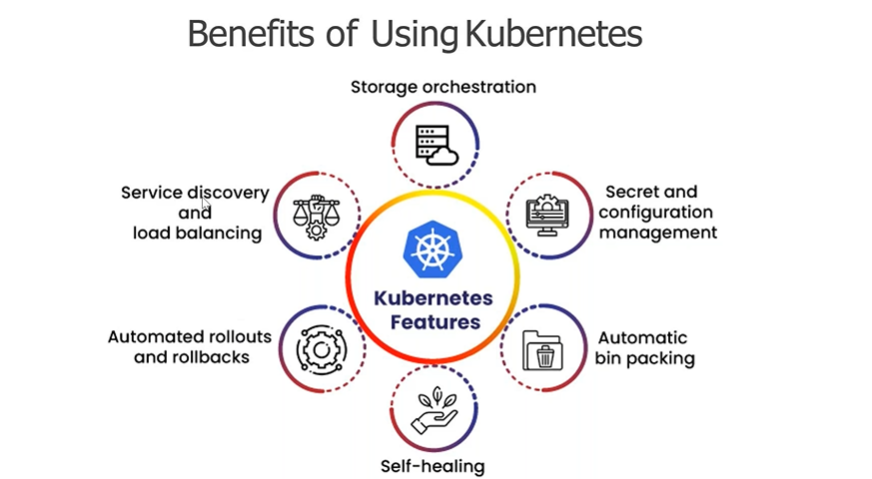 Benefits of Using Kubernetes
Storage orchestration
Service discovery
and
load balancing
Secret and
configuration
management
Kubernetes
Features
Automated rollouts
and rollbacks
Automatic
bin packing
Self-healing